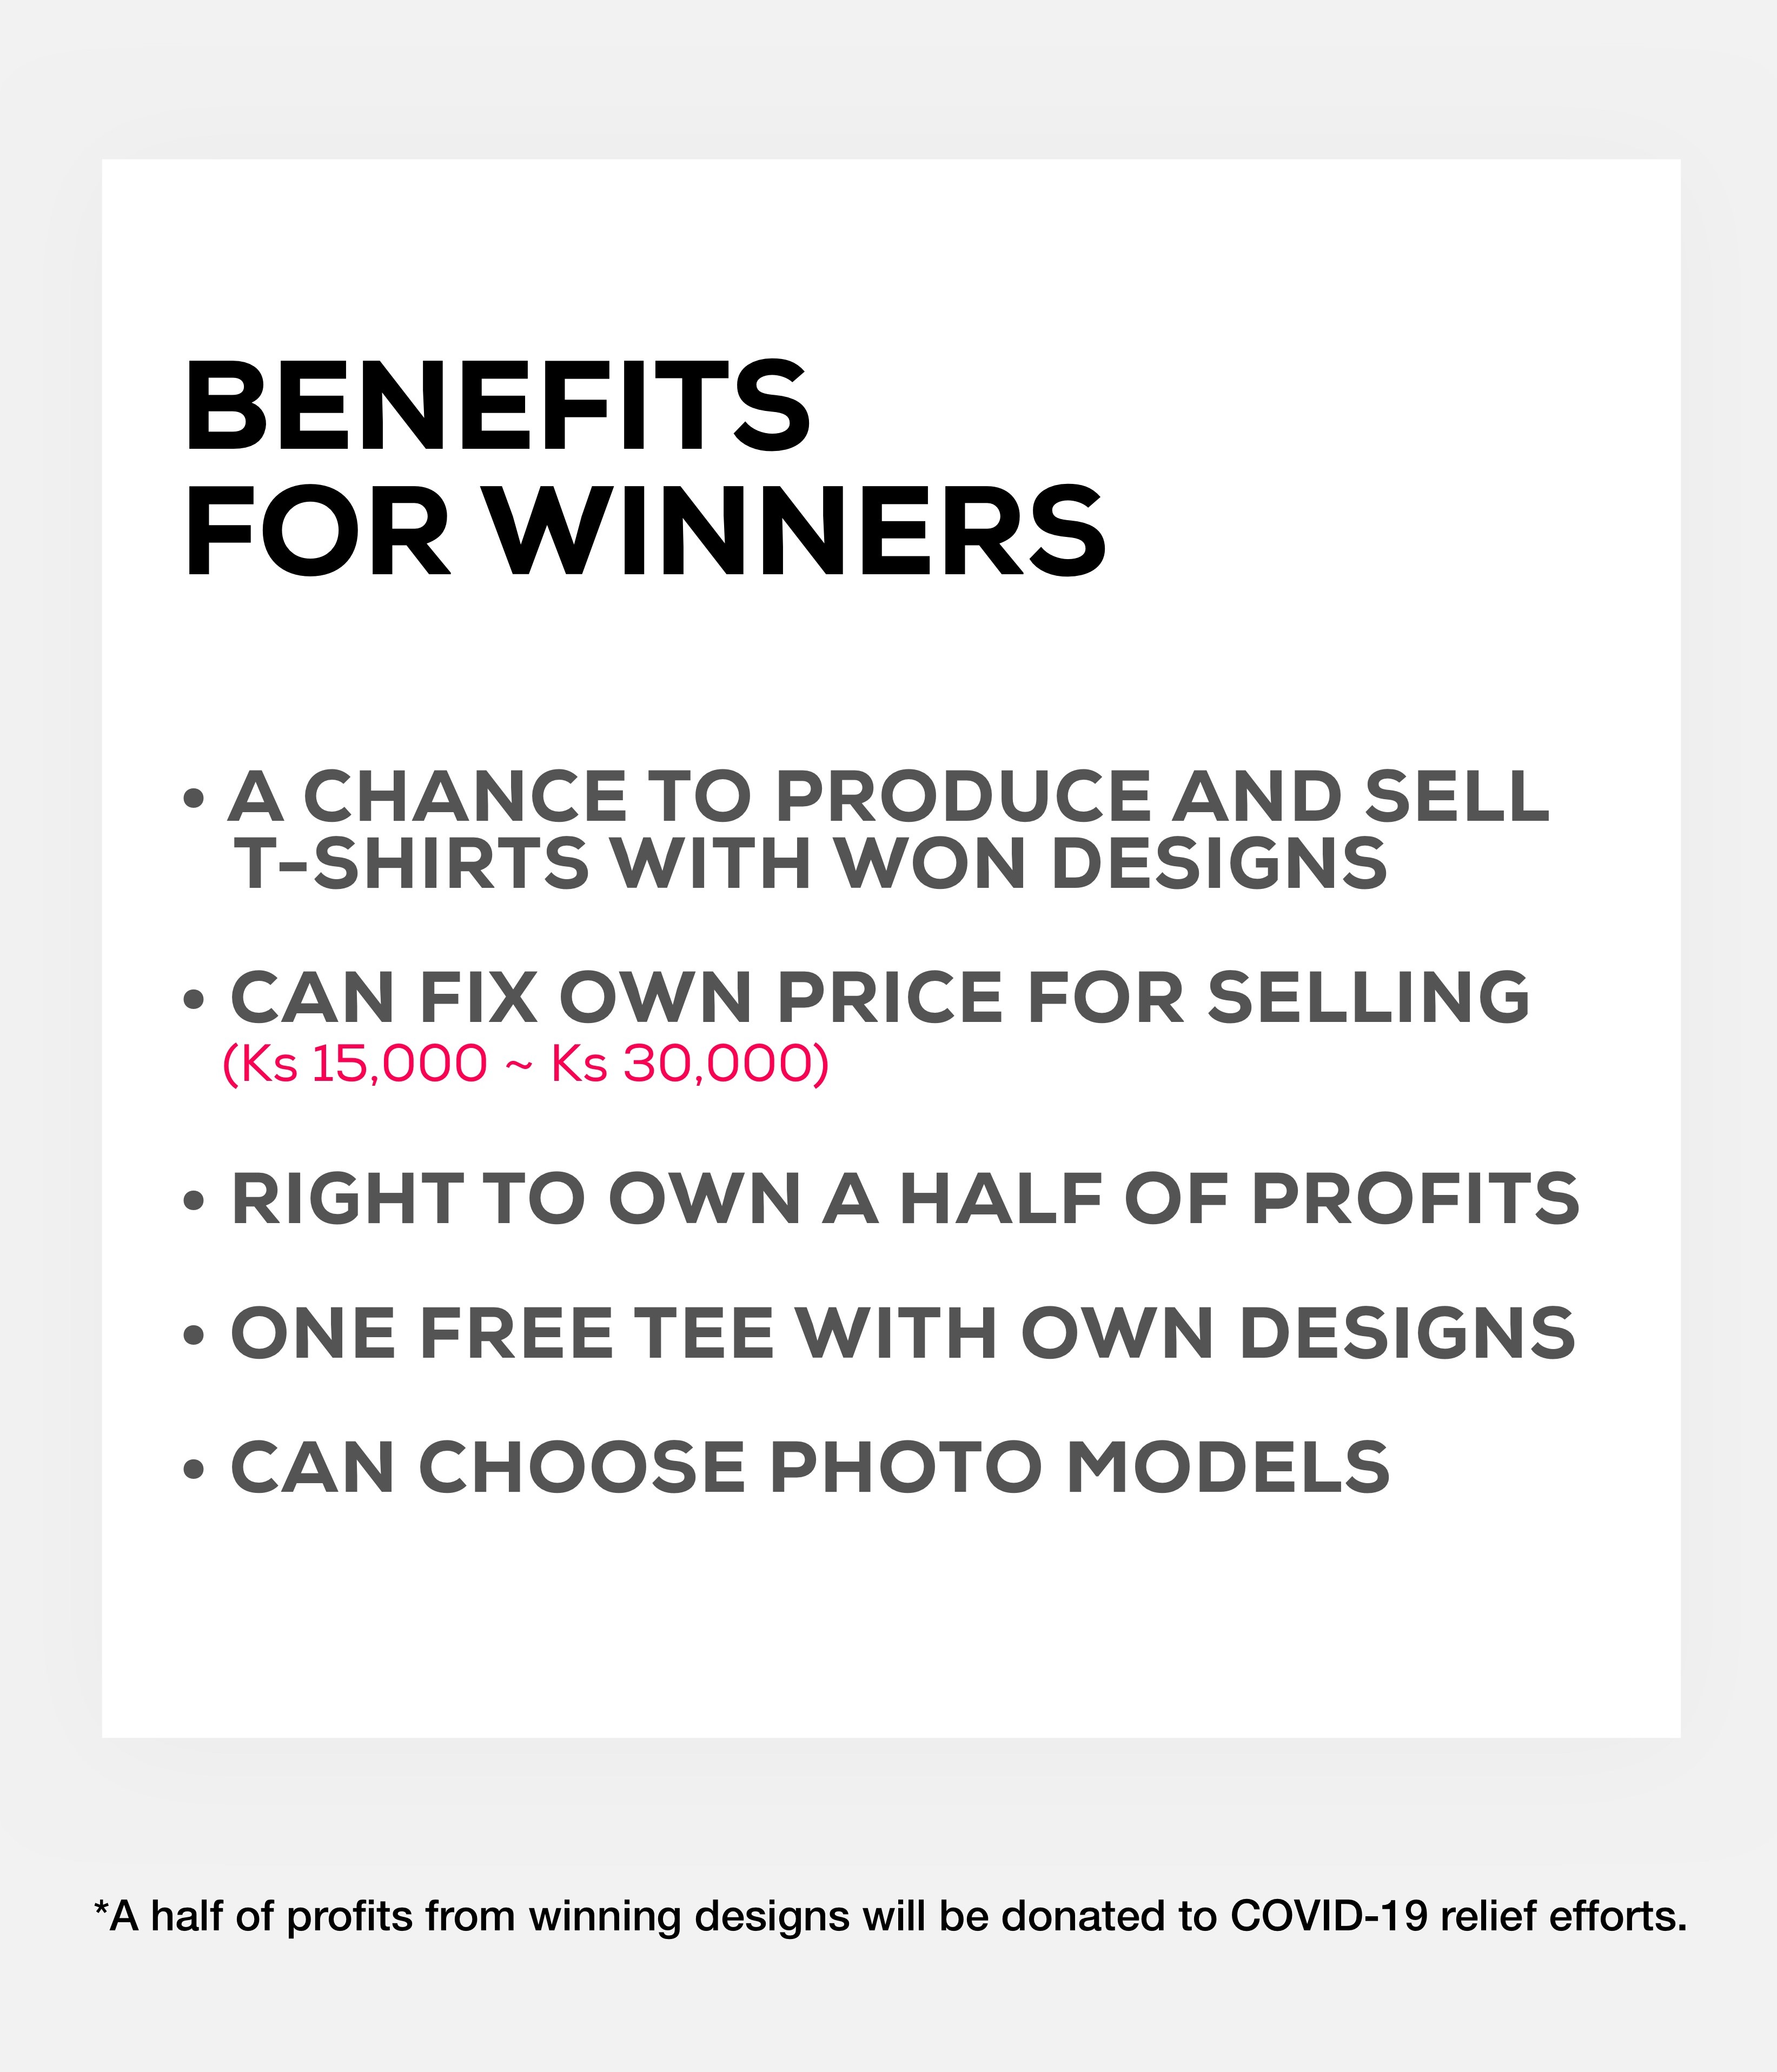 BENEFITS
FOR WINNERS
• A CHANCE TO PRODUCE AND SELL
T-SHIRTS WITH WON DESIGNS
• CAN FIX OWN PRICE FOR SELLING
(Ks 15,000 ~ Ks 30,000)
• RIGHT TO OWN A HALF OF PROFITS
• ONE FREE TEE WITH OWN DESIGNS
• CAN CHOOSE PHOTO MODELS
*A half of profits from winning designs will be donated to COVID-19 relief efforts.